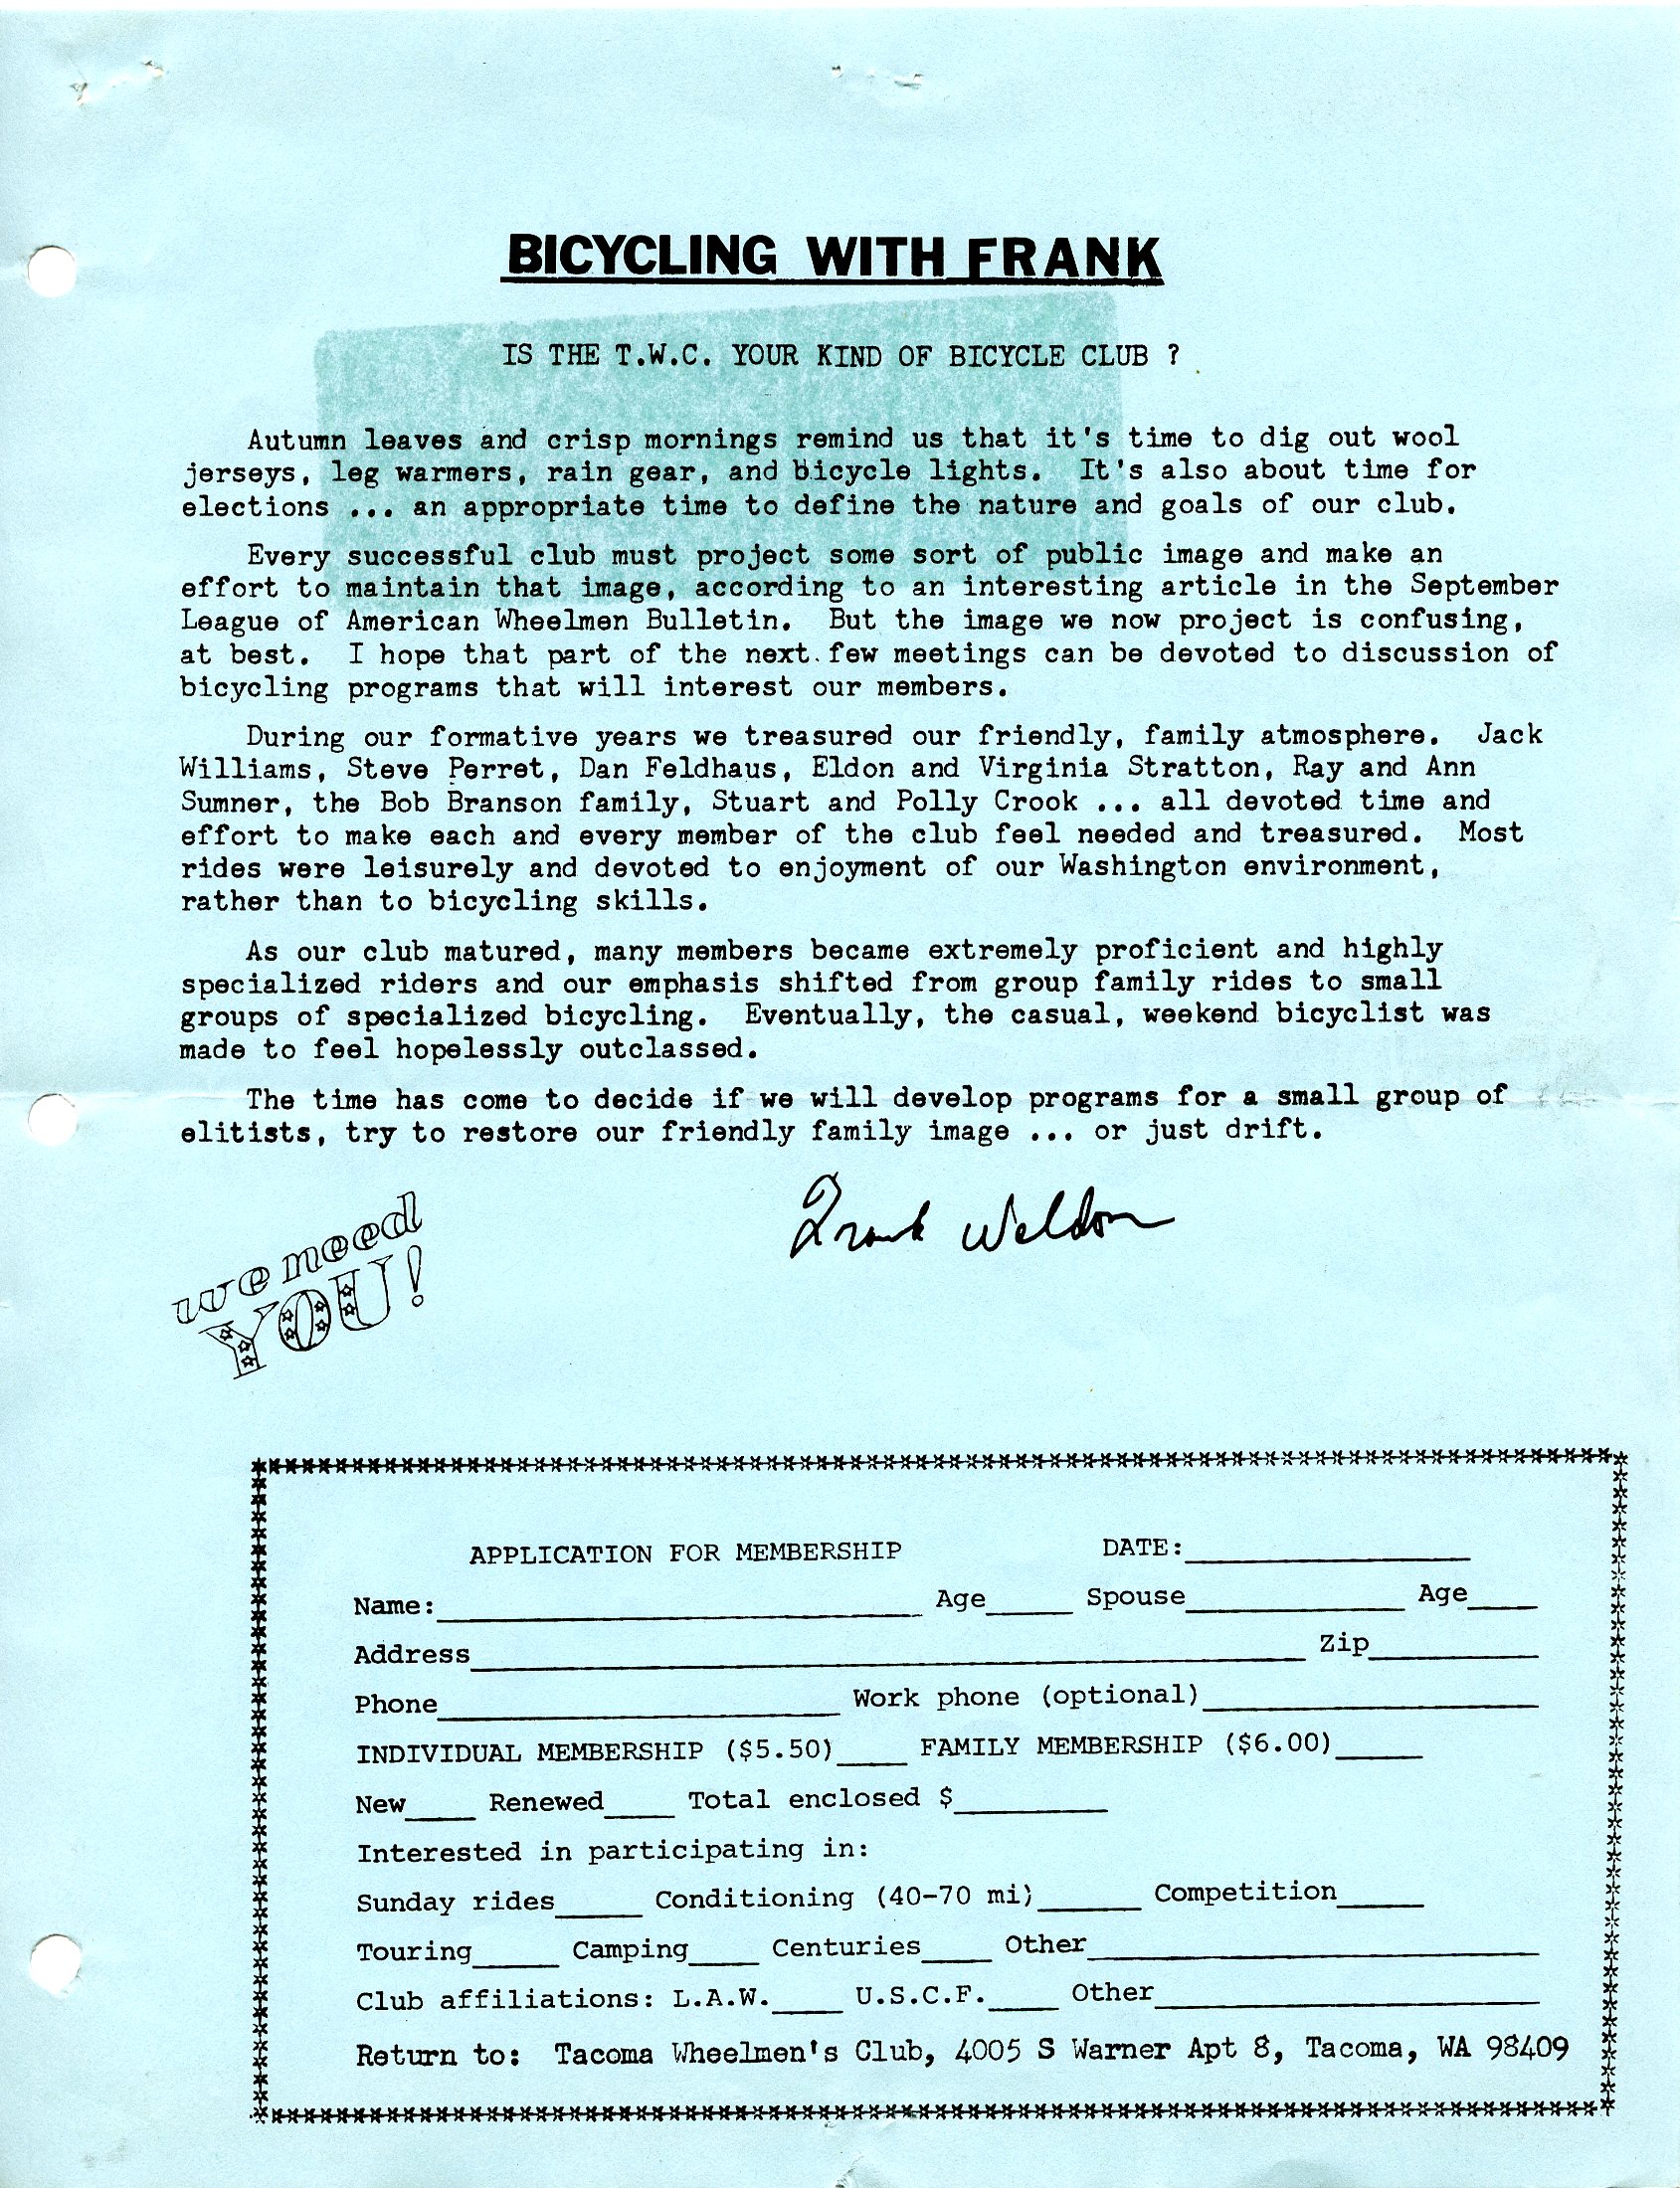 BICYCLING WITH FRANK
IS THE T.W.C. YOUR KIND OF BICYCLE CLUB ?
Autumn leaves and crisp mornings remind us that it's time to dig out wool
jerseys, leg warmers, rain gear, and bicycle lights. It's also about time for
elections ... an appropriate time to define the nature and goals of our club.
Every successful club must project some sort of public image and make an
effort to maintain that image, according to an interesting article in the September
League of American Wheelmen Bulletin. But the image we now project is confusing,
at best. I hope that part of the next few meetings can be devoted to discussion of
bicycling programs that will interest our members.
During our formative years we treasured our friendly, family atmosphere. Jack
Williams, Steve Perret, Dan Feldhaus, Eldon and Virginia Stratton, Ray and Ann
Sumner, the Bob Branson family, Stuart and Polly Crook ... all devoted time and
effort to make each and every member of the club feel needed and treasured. Most
rides were leisurely and devoted to enjoyment of our Washington environment,
rather than to bicycling skills.
As our club matured, many members became extremely proficient and highly
specialized riders and our emphasis shifted from group family rides to small
groups of specialized bicycling. Eventually, the casual, weekend bicyclist was
made to feel hopelessly outclassed.
The time has come to decide if we will develop programs for a small group of
elitists, try to restore our friendly family image ... or just drift.
Frank Weldon
we need
YOU!
APPLICATION FOR MEMBERSHIP DATE:
Name: Age Spouse Age
Address Zip
Phone Work phone (optional)
INDIVIDUAL MEMBERSHIP ($5.50) FAMILY MEMBERSHIP ($6.00)
New Renewed Total enclosed $
Interested in participating in:
Sunday rides Conditioning (40-70 mi) Competition
Touring Camping Centuries Other
Club affiliations: L.A.W. U.S.C.F. Other
Return to: Tacoma Wheelmen's Club, 4005 S Warner Apt 8, Tacoma, WA 98409